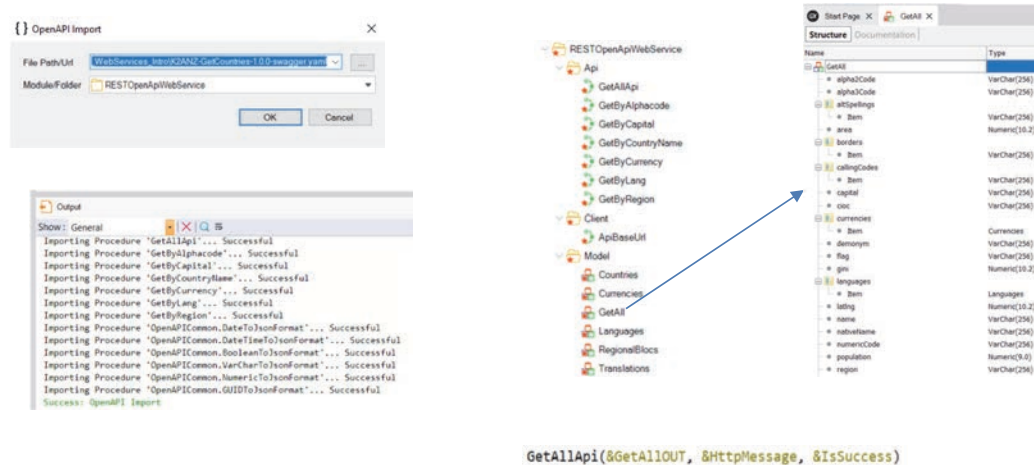 { } OpenAPI Import
File Path/Url
WebServices_Intro\K2ANZ-GetCountries-1.0.0-swagger.yaml
...
Module/Folder
RESTOpenApiWebService
OK
Cancel
Output
Show: General
Importing Procedure 'GetAllApi'... Successful
Importing Procedure 'GetByAlphacode'... Successful
Importing Procedure 'GetByCapital'... Successful
Importing Procedure 'GetByCountryName'... Successful
Importing Procedure 'GetByCurrency'... Successful
Importing Procedure 'GetByLang'... Successful
Importing Procedure 'GetByRegion'... Successful
Importing Procedure 'OpenAPICommon.DateToJsonFormat'... Successful
Importing Procedure 'OpenAPICommon.DateTimeToJsonFormat'... Successful
Importing Procedure 'OpenAPICommon.BooleanToJsonFormat'... Successful
Importing Procedure 'OpenAPICommon.VarCharToJsonFormat'... Successful
Importing Procedure 'OpenAPICommon.NumericToJsonFormat'... Successful
Importing Procedure 'OpenAPICommon.GUIDToJsonFormat'... Successful
Success: OpenAPI Import
RESTOpenApiWebService
Api
GetAllApi
GetByAlphacode
GetByCapital
GetByCountryName
GetByCurrency
GetByLang
GetByRegion
Client
ApiBaseUrl
Model
Countries
Currencies
GetAll
Languages
RegionalBlocs
Translations
Start Page X GetAll X
Structure Documentation
Name Type
GetAll
alpha2Code VarChar(256)
alpha3Code VarChar(256)
altSpellings
Item VarChar(256)
area Numeric(10.2)
borders
Item VarChar(256)
callingCodes
Item VarChar(256)
capital VarChar(256)
cioc VarChar(256)
currencies
Item Currencies
demonym VarChar(256)
flag VarChar(256)
gini Numeric(10.2)
languages
Item Languages
latlng Numeric(10.2)
name VarChar(256)
nativeName VarChar(256)
numericCode VarChar(256)
population Numeric(9.0)
region VarChar(256)
GetAllApi(&GetAllOUT, &HttpMessage, &IsSuccess)